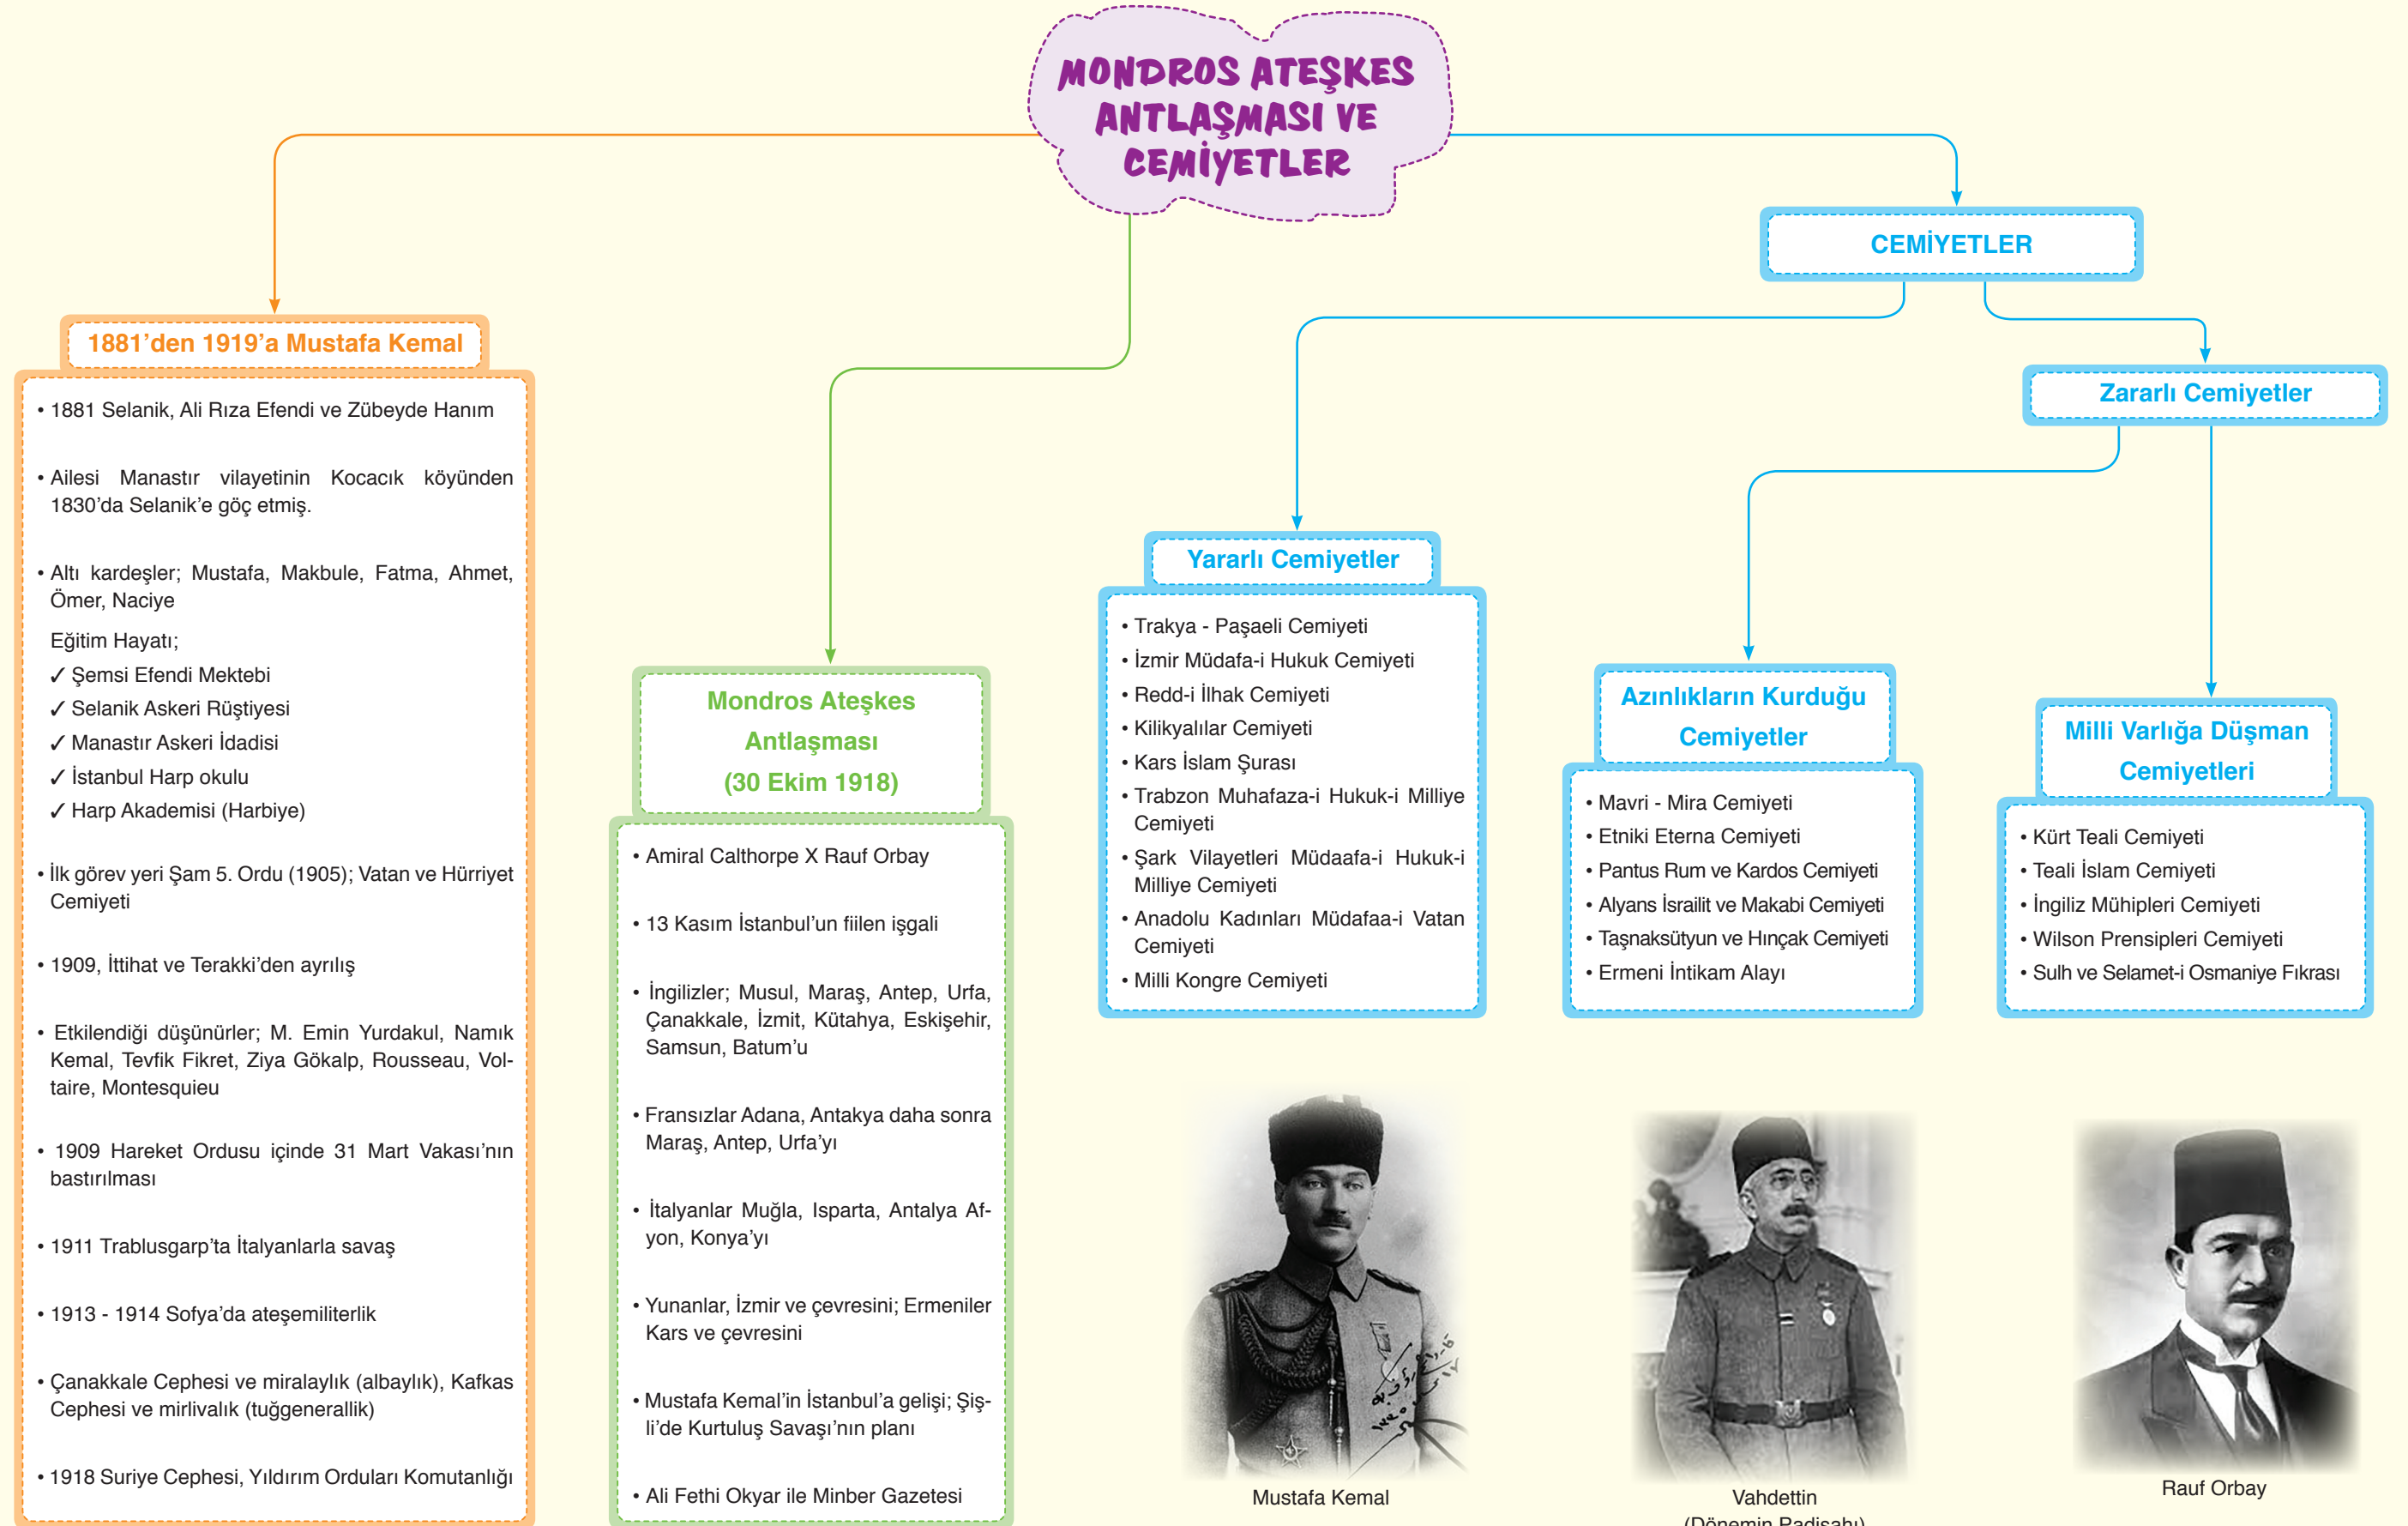 MONDROS ATEŞKES
ANTLAŞMASI VE
CEMİYETLER
1881’den 1919’a Mustafa Kemal
• 1881 Selanik, Ali Rıza Efendi ve Zübeyde Hanım
• Ailesi Manastır vilayetinin Kocacık köyünden
1830’da Selanik’e göç etmiş.
• Altı kardeşler; Mustafa, Makbule, Fatma, Ahmet,
Ömer, Naciye
Eğitim Hayatı;
✓ Şemsi Efendi Mektebi
✓ Selanik Askeri Rüştiyesi
✓ Manastır Askeri İdadisi
✓ İstanbul Harp okulu
✓ Harp Akademisi (Harbiye)
• İlk görev yeri Şam 5. Ordu (1905); Vatan ve Hürriyet
Cemiyeti
• 1909, İttihat ve Terakki’den ayrılış
• Etkilendiği düşünürler; M. Emin Yurdakul, Namık
Kemal, Tevfik Fikret, Ziya Gökalp, Rousseau, Vol-
taire, Montesquieu
• 1909 Hareket Ordusu içinde 31 Mart Vakası’nın
bastırılması
• 1911 Trablusgarp’ta İtalyanlarla savaş
• 1913 - 1914 Sofya’da ateşemiliterlik
• Çanakkale Cephesi ve miralaylık (albaylık), Kafkas
Cephesi ve mirlivalık (tuğgenerallik)
• 1918 Suriye Cephesi, Yıldırım Orduları Komutanlığı
Mondros Ateşkes
Antlaşması
(30 Ekim 1918)
• Amiral Calthorpe X Rauf Orbay
• 13 Kasım İstanbul’un fiilen işgali
• İngilizler; Musul, Maraş, Antep, Urfa,
Çanakkale, İzmit, Kütahya, Eskişehir,
Samsun, Batum’u
• Fransızlar Adana, Antakya daha sonra
Maraş, Antep, Urfa’yı
• İtalyanlar Muğla, Isparta, Antalya Af-
yon, Konya’yı
• Yunanlar, İzmir ve çevresini; Ermeniler
Kars ve çevresini
• Mustafa Kemal’in İstanbul’a gelişi; Şiş-
li’de Kurtuluş Savaşı’nın planı
• Ali Fethi Okyar ile Minber Gazetesi
CEMİYETLER
Yararlı Cemiyetler
• Trakya - Paşaeli Cemiyeti
• İzmir Müdafa-i Hukuk Cemiyeti
• Redd-i İlhak Cemiyeti
• Kilikyalılar Cemiyeti
• Kars İslam Şurası
• Trabzon Muhafaza-i Hukuk-i Milliye
Cemiyeti
• Şark Vilayetleri Müdaafa-i Hukuk-i
Milliye Cemiyeti
• Anadolu Kadınları Müdafaa-i Vatan
Cemiyeti
• Milli Kongre Cemiyeti
Zararlı Cemiyetler
Azınlıkların Kurduğu
Cemiyetler
• Mavri - Mira Cemiyeti
• Etniki Eterna Cemiyeti
• Pantus Rum ve Kardos Cemiyeti
• Alyans İsrailit ve Makabi Cemiyeti
• Taşnaksütyun ve Hınçak Cemiyeti
• Ermeni İntikam Alayı
Milli Varlığa Düşman
Cemiyetleri
• Kürt Teali Cemiyeti
• Teali İslam Cemiyeti
• İngiliz Mühipleri Cemiyeti
• Wilson Prensipleri Cemiyeti
• Sulh ve Selamet-i Osmaniye Fıkrası
Mustafa Kemal
Vahdettin
(Dönemin Padişahı)
Rauf Orbay